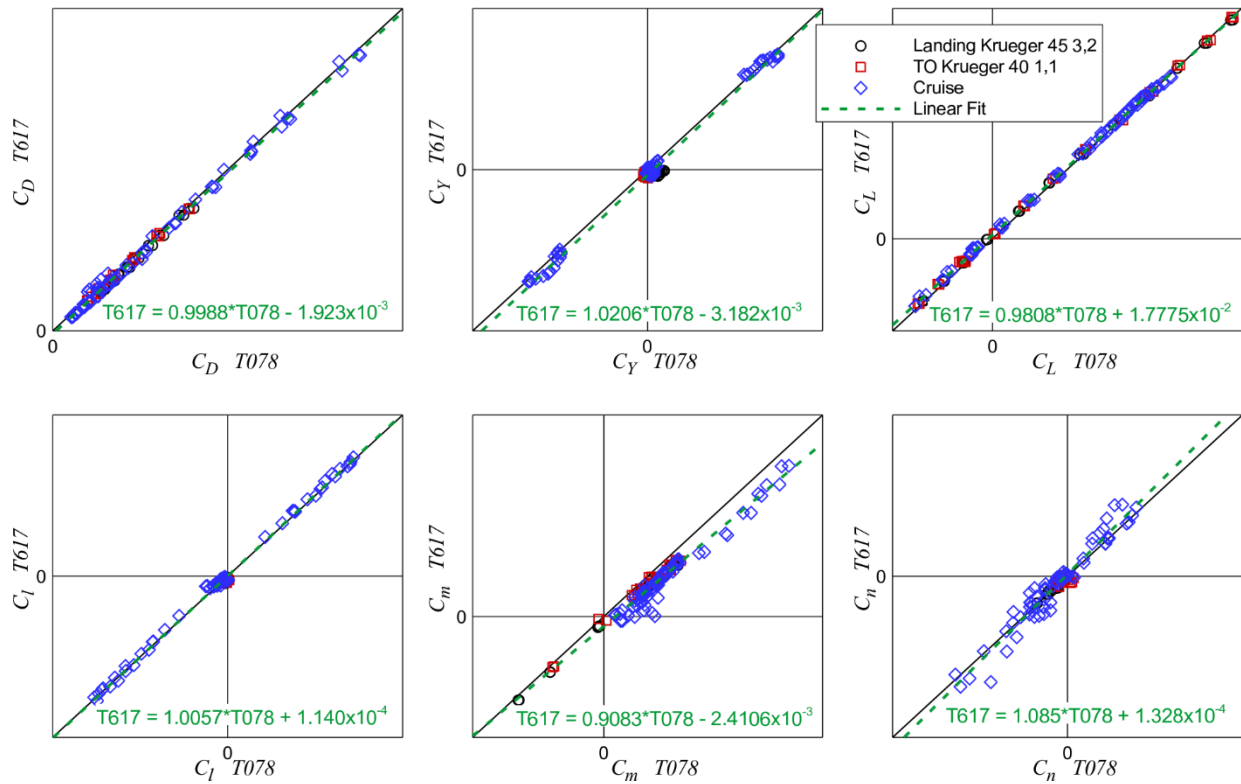 C_D T617
0
0
C_D T078
T617 = 0.9988*T078 - 1.923x10^-3
C_Y T617
0
0
C_Y T078
T617 = 1.0206*T078 - 3.182x10^-3
Landing Krueger 45 3,2
TO Krueger 40 1,1
Cruise
Linear Fit
C_L T617
0
0
C_L T078
T617 = 0.9808*T078 + 1.7775x10^-2
C_l T617
0
0
C_l T078
T617 = 1.0057*T078 + 1.140x10^-4
C_m T617
0
0
C_m T078
T617 = 0.9083*T078 - 2.4106x10^-3
C_n T617
0
0
C_n T078
T617 = 1.085*T078 + 1.328x10^-4